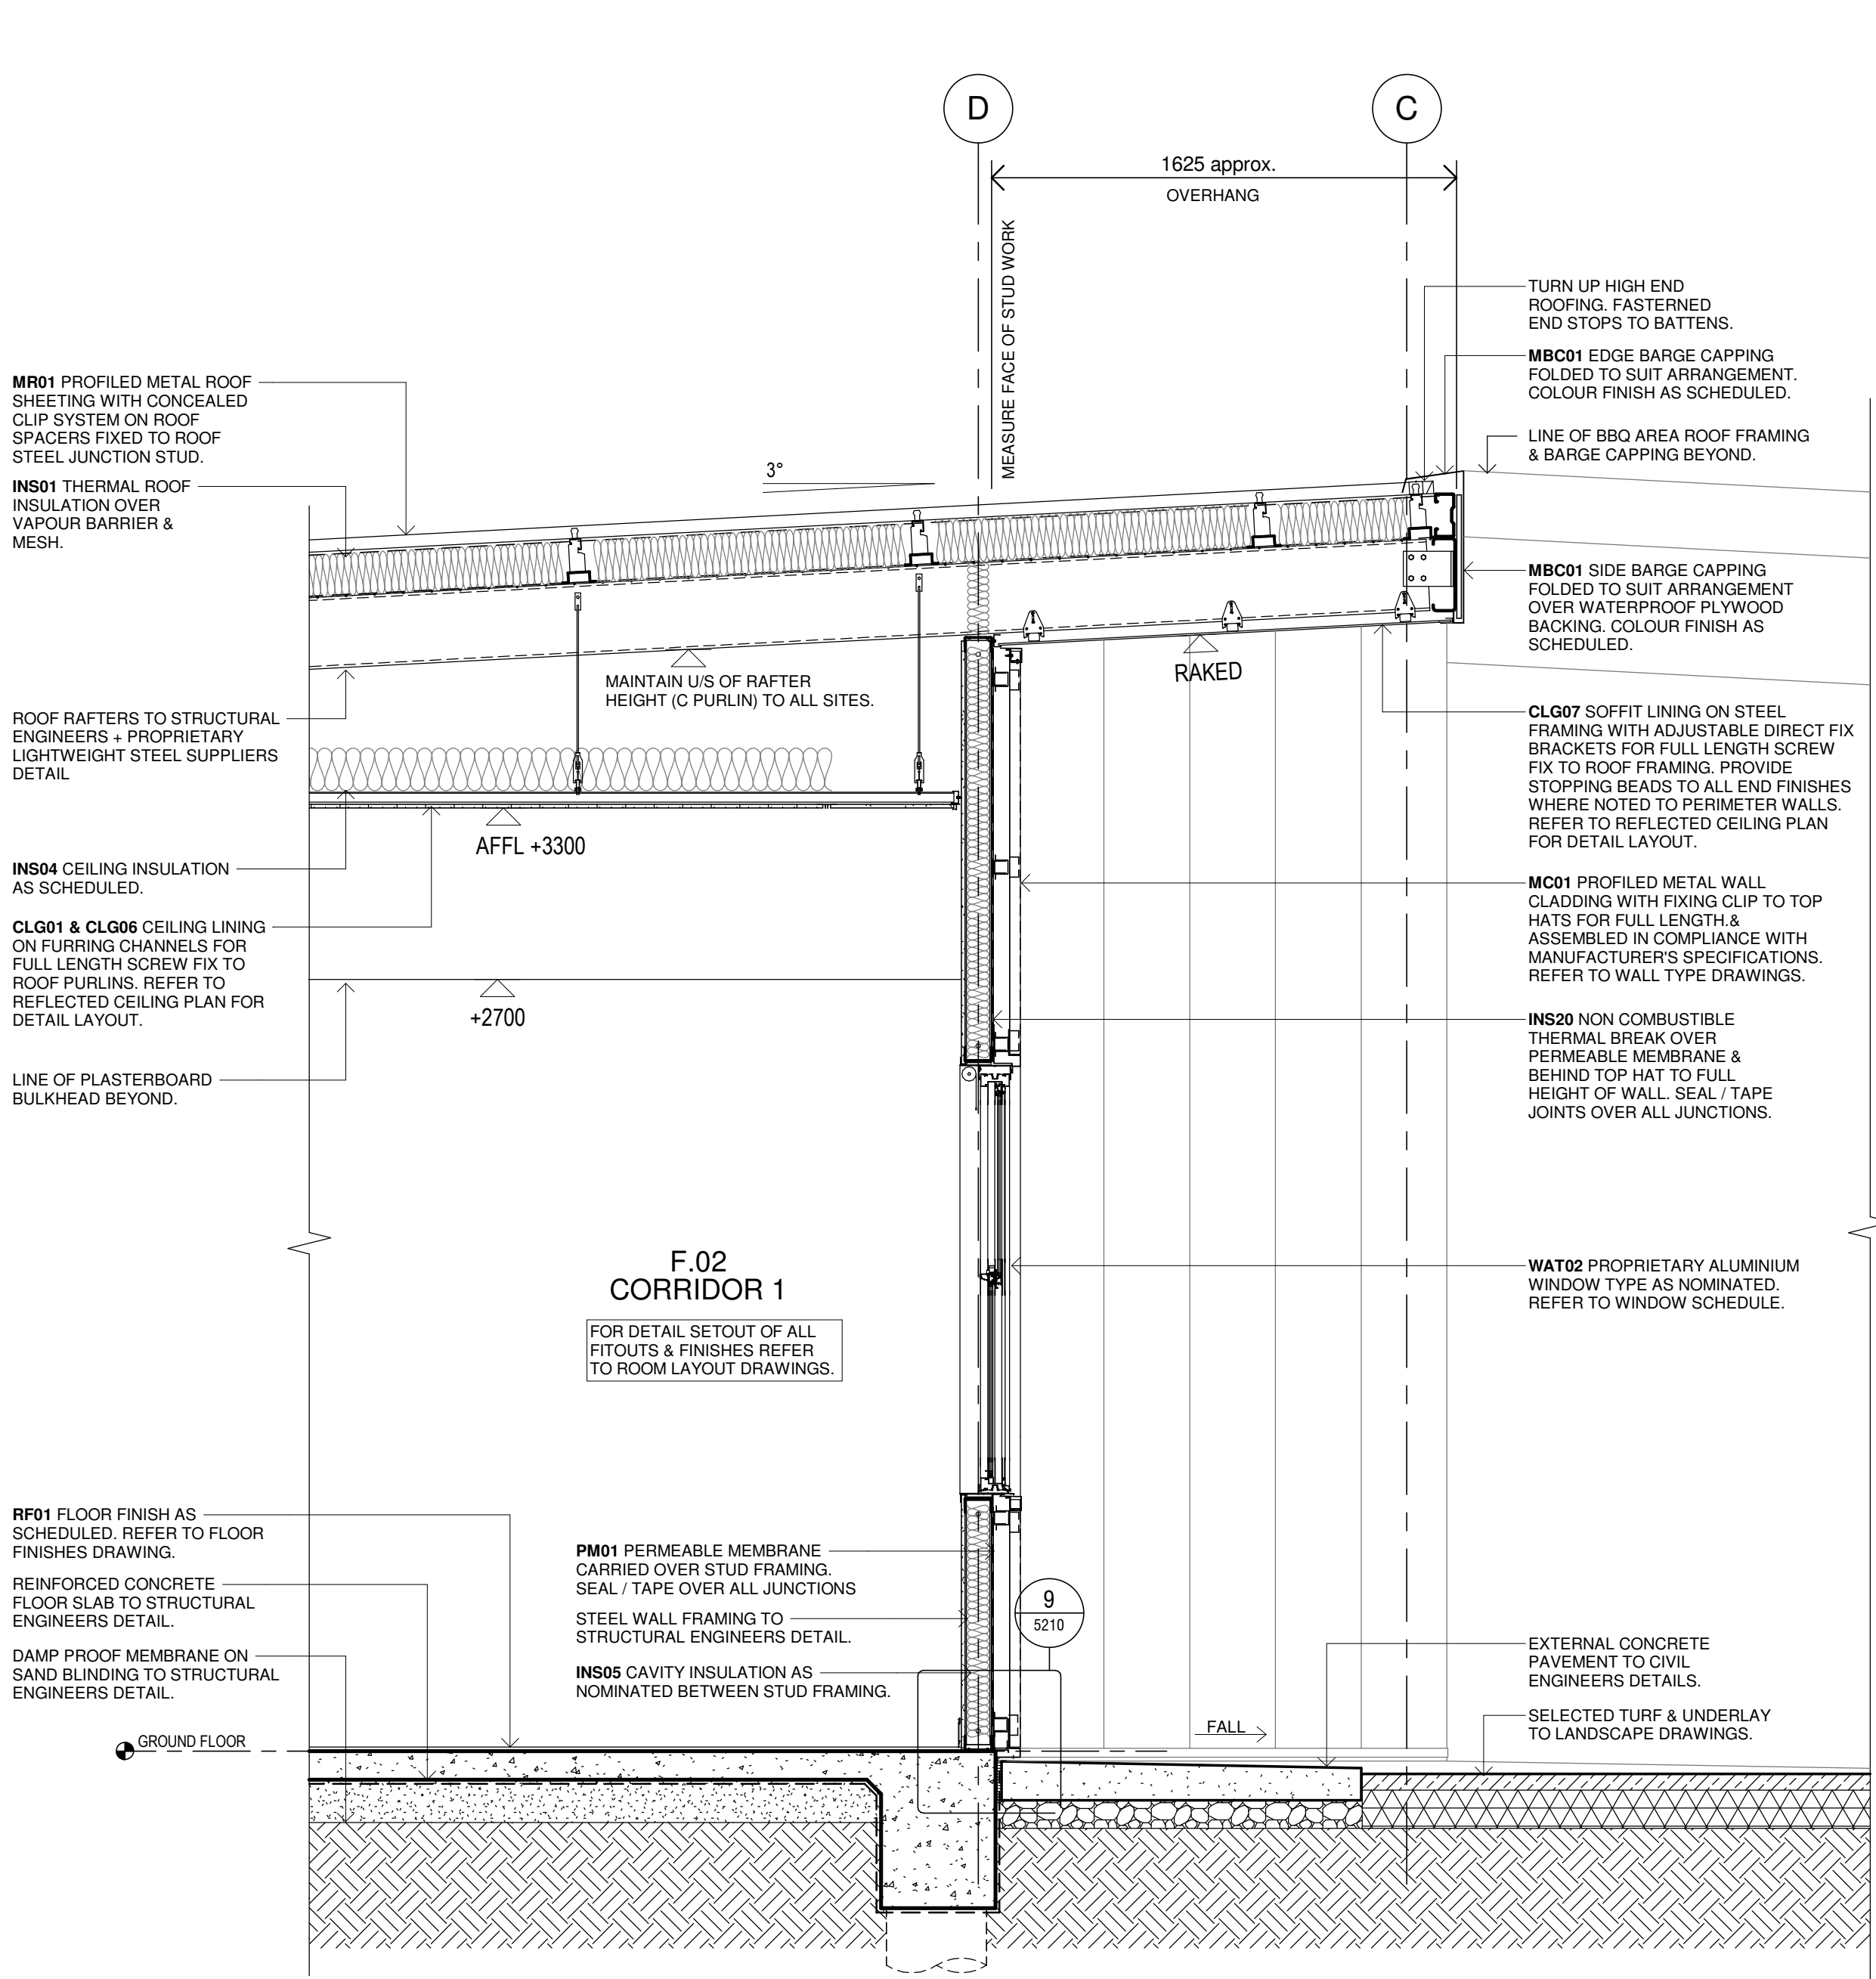 D
C
1625 approx.
OVERHANG
MEASURE FACE OF STUD WORK
TURN UP HIGH END
ROOFING. FASTERNED
END STOPS TO BATTENS.
MBC01 EDGE BARGE CAPPING
FOLDED TO SUIT ARRANGEMENT.
COLOUR FINISH AS SCHEDULED.
LINE OF BBQ AREA ROOF FRAMING
& BARGE CAPPING BEYOND.
MR01 PROFILED METAL ROOF
SHEETING WITH CONCEALED
CLIP SYSTEM ON ROOF
SPACERS FIXED TO ROOF
STEEL JUNCTION STUD.
INS01 THERMAL ROOF
INSULATION OVER
VAPOUR BARRIER &
MESH.
3°
MBC01 SIDE BARGE CAPPING
FOLDED TO SUIT ARRANGEMENT
OVER WATERPROOF PLYWOOD
BACKING. COLOUR FINISH AS
SCHEDULED.
RAKED
MAINTAIN U/S OF RAFTER
HEIGHT (C PURLIN) TO ALL SITES.
ROOF RAFTERS TO STRUCTURAL
ENGINEERS + PROPRIETARY
LIGHTWEIGHT STEEL SUPPLIERS
DETAIL
CLG07 SOFFIT LINING ON STEEL
FRAMING WITH ADJUSTABLE DIRECT FIX
BRACKETS FOR FULL LENGTH SCREW
FIX TO ROOF FRAMING. PROVIDE
STOPPING BEADS TO ALL END FINISHES
WHERE NOTED TO PERIMETER WALLS.
REFER TO REFLECTED CEILING PLAN
FOR DETAIL LAYOUT.
AFFL +3300
INS04 CEILING INSULATION
AS SCHEDULED.
MC01 PROFILED METAL WALL
CLADDING WITH FIXING CLIP TO TOP
HATS FOR FULL LENGTH.&
ASSEMBLED IN COMPLIANCE WITH
MANUFACTURER'S SPECIFICATIONS.
REFER TO WALL TYPE DRAWINGS.
CLG01 & CLG06 CEILING LINING
ON FURRING CHANNELS FOR
FULL LENGTH SCREW FIX TO
ROOF PURLINS. REFER TO
REFLECTED CEILING PLAN FOR
DETAIL LAYOUT.
+2700
INS20 NON COMBUSTIBLE
THERMAL BREAK OVER
PERMEABLE MEMBRANE &
BEHIND TOP HAT TO FULL
HEIGHT OF WALL. SEAL / TAPE
JOINTS OVER ALL JUNCTIONS.
LINE OF PLASTERBOARD
BULKHEAD BEYOND.
F.02
CORRIDOR 1
FOR DETAIL SETOUT OF ALL
FITOUTS & FINISHES REFER
TO ROOM LAYOUT DRAWINGS.
WAT02 PROPRIETARY ALUMINIUM
WINDOW TYPE AS NOMINATED.
REFER TO WINDOW SCHEDULE.
RF01 FLOOR FINISH AS
SCHEDULED. REFER TO FLOOR
FINISHES DRAWING.
REINFORCED CONCRETE
FLOOR SLAB TO STRUCTURAL
ENGINEERS DETAIL.
DAMP PROOF MEMBRANE ON
SAND BLINDING TO STRUCTURAL
ENGINEERS DETAIL.
PM01 PERMEABLE MEMBRANE
CARRIED OVER STUD FRAMING.
SEAL / TAPE OVER ALL JUNCTIONS
STEEL WALL FRAMING TO
STRUCTURAL ENGINEERS DETAIL.
INS05 CAVITY INSULATION AS
NOMINATED BETWEEN STUD FRAMING.
9
5210
EXTERNAL CONCRETE
PAVEMENT TO CIVIL
ENGINEERS DETAILS.
SELECTED TURF & UNDERLAY
TO LANDSCAPE DRAWINGS.
FALL
GROUND FLOOR